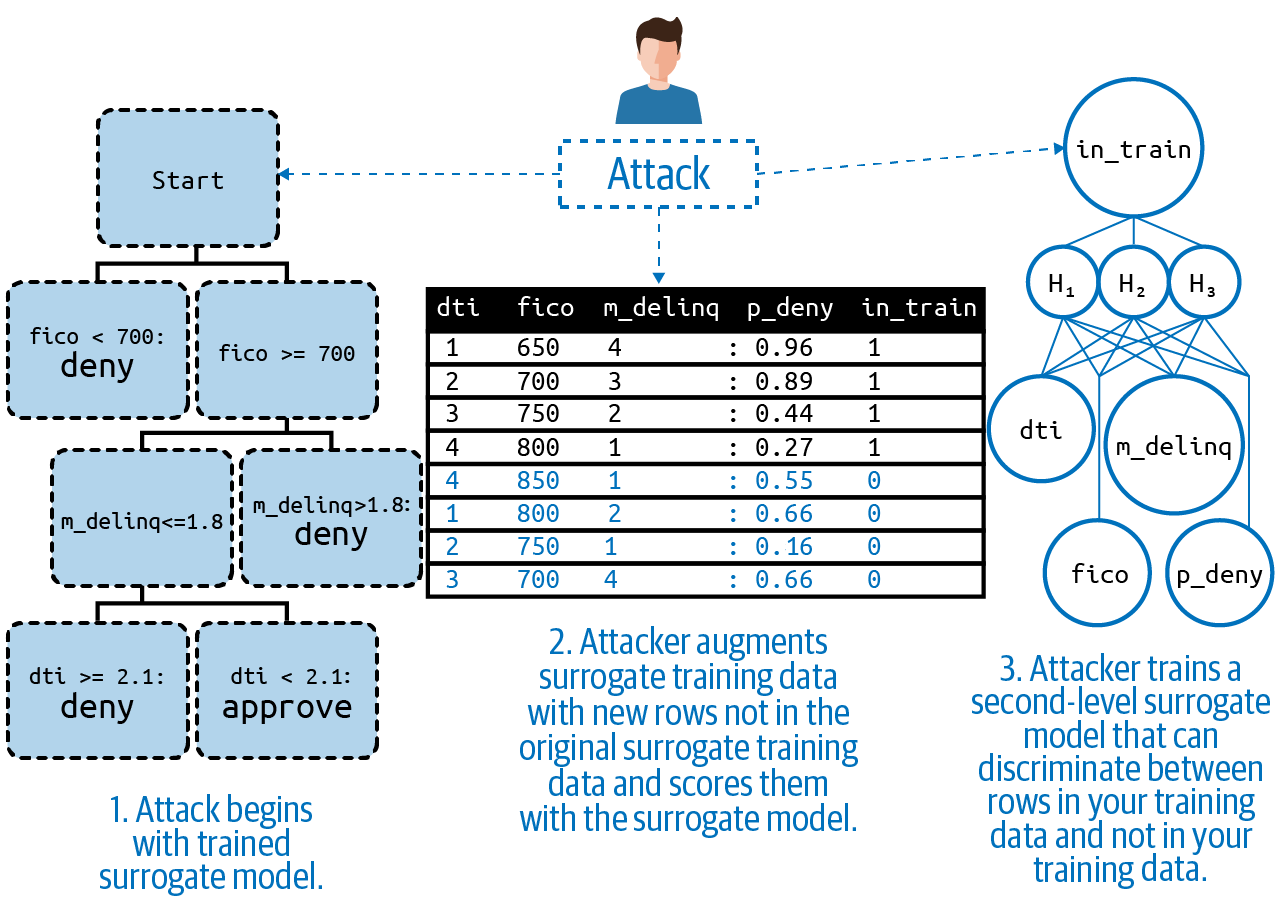 Attack
Start
fico < 700:
deny
fico >= 700
m_delinq<=1.8
m_delinq>1.8:
deny
dti >= 2.1:
deny
dti < 2.1:
approve
1. Attack begins
with trained
surrogate model.
dti fico m_delinq p_deny in_train
1 650 4 : 0.96 1
2 700 3 : 0.89 1
3 750 2 : 0.44 1
4 800 1 : 0.27 1
4 850 1 : 0.55 0
1 800 2 : 0.66 0
2 750 1 : 0.16 0
3 700 4 : 0.66 0
2. Attacker augments
surrogate training data
with new rows not in the
original surrogate training
data and scores them
with the surrogate model.
in_train
H₁ H₂ H₃
dti
m_delinq
fico
p_deny
3. Attacker trains a
second-level surrogate
model that can
discriminate between
rows in your training
data and not in your
training data.